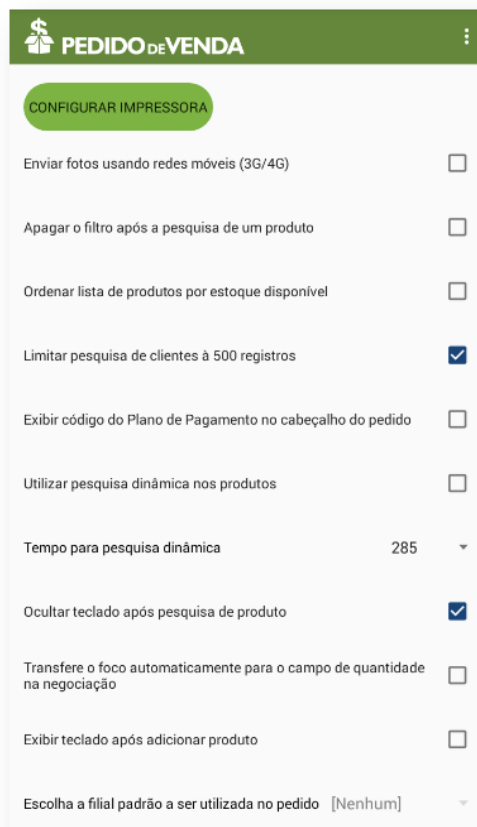 PEDIDO DE VENDA
CONFIGURAR IMPRESSORA
Enviar fotos usando redes móveis (3G/4G)
Apagar o filtro após a pesquisa de um produto
Ordenar lista de produtos por estoque disponível
Limitar pesquisa de clientes à 500 registros
Exibir código do Plano de Pagamento no cabeçalho do pedido
Utilizar pesquisa dinâmica nos produtos
Tempo para pesquisa dinâmica 285
Ocultar teclado após pesquisa de produto
Transfere o foco automaticamente para o campo de quantidade
na negociação
Exibir teclado após adicionar produto
Escolha a filial padrão a ser utilizada no pedido [Nenhum]